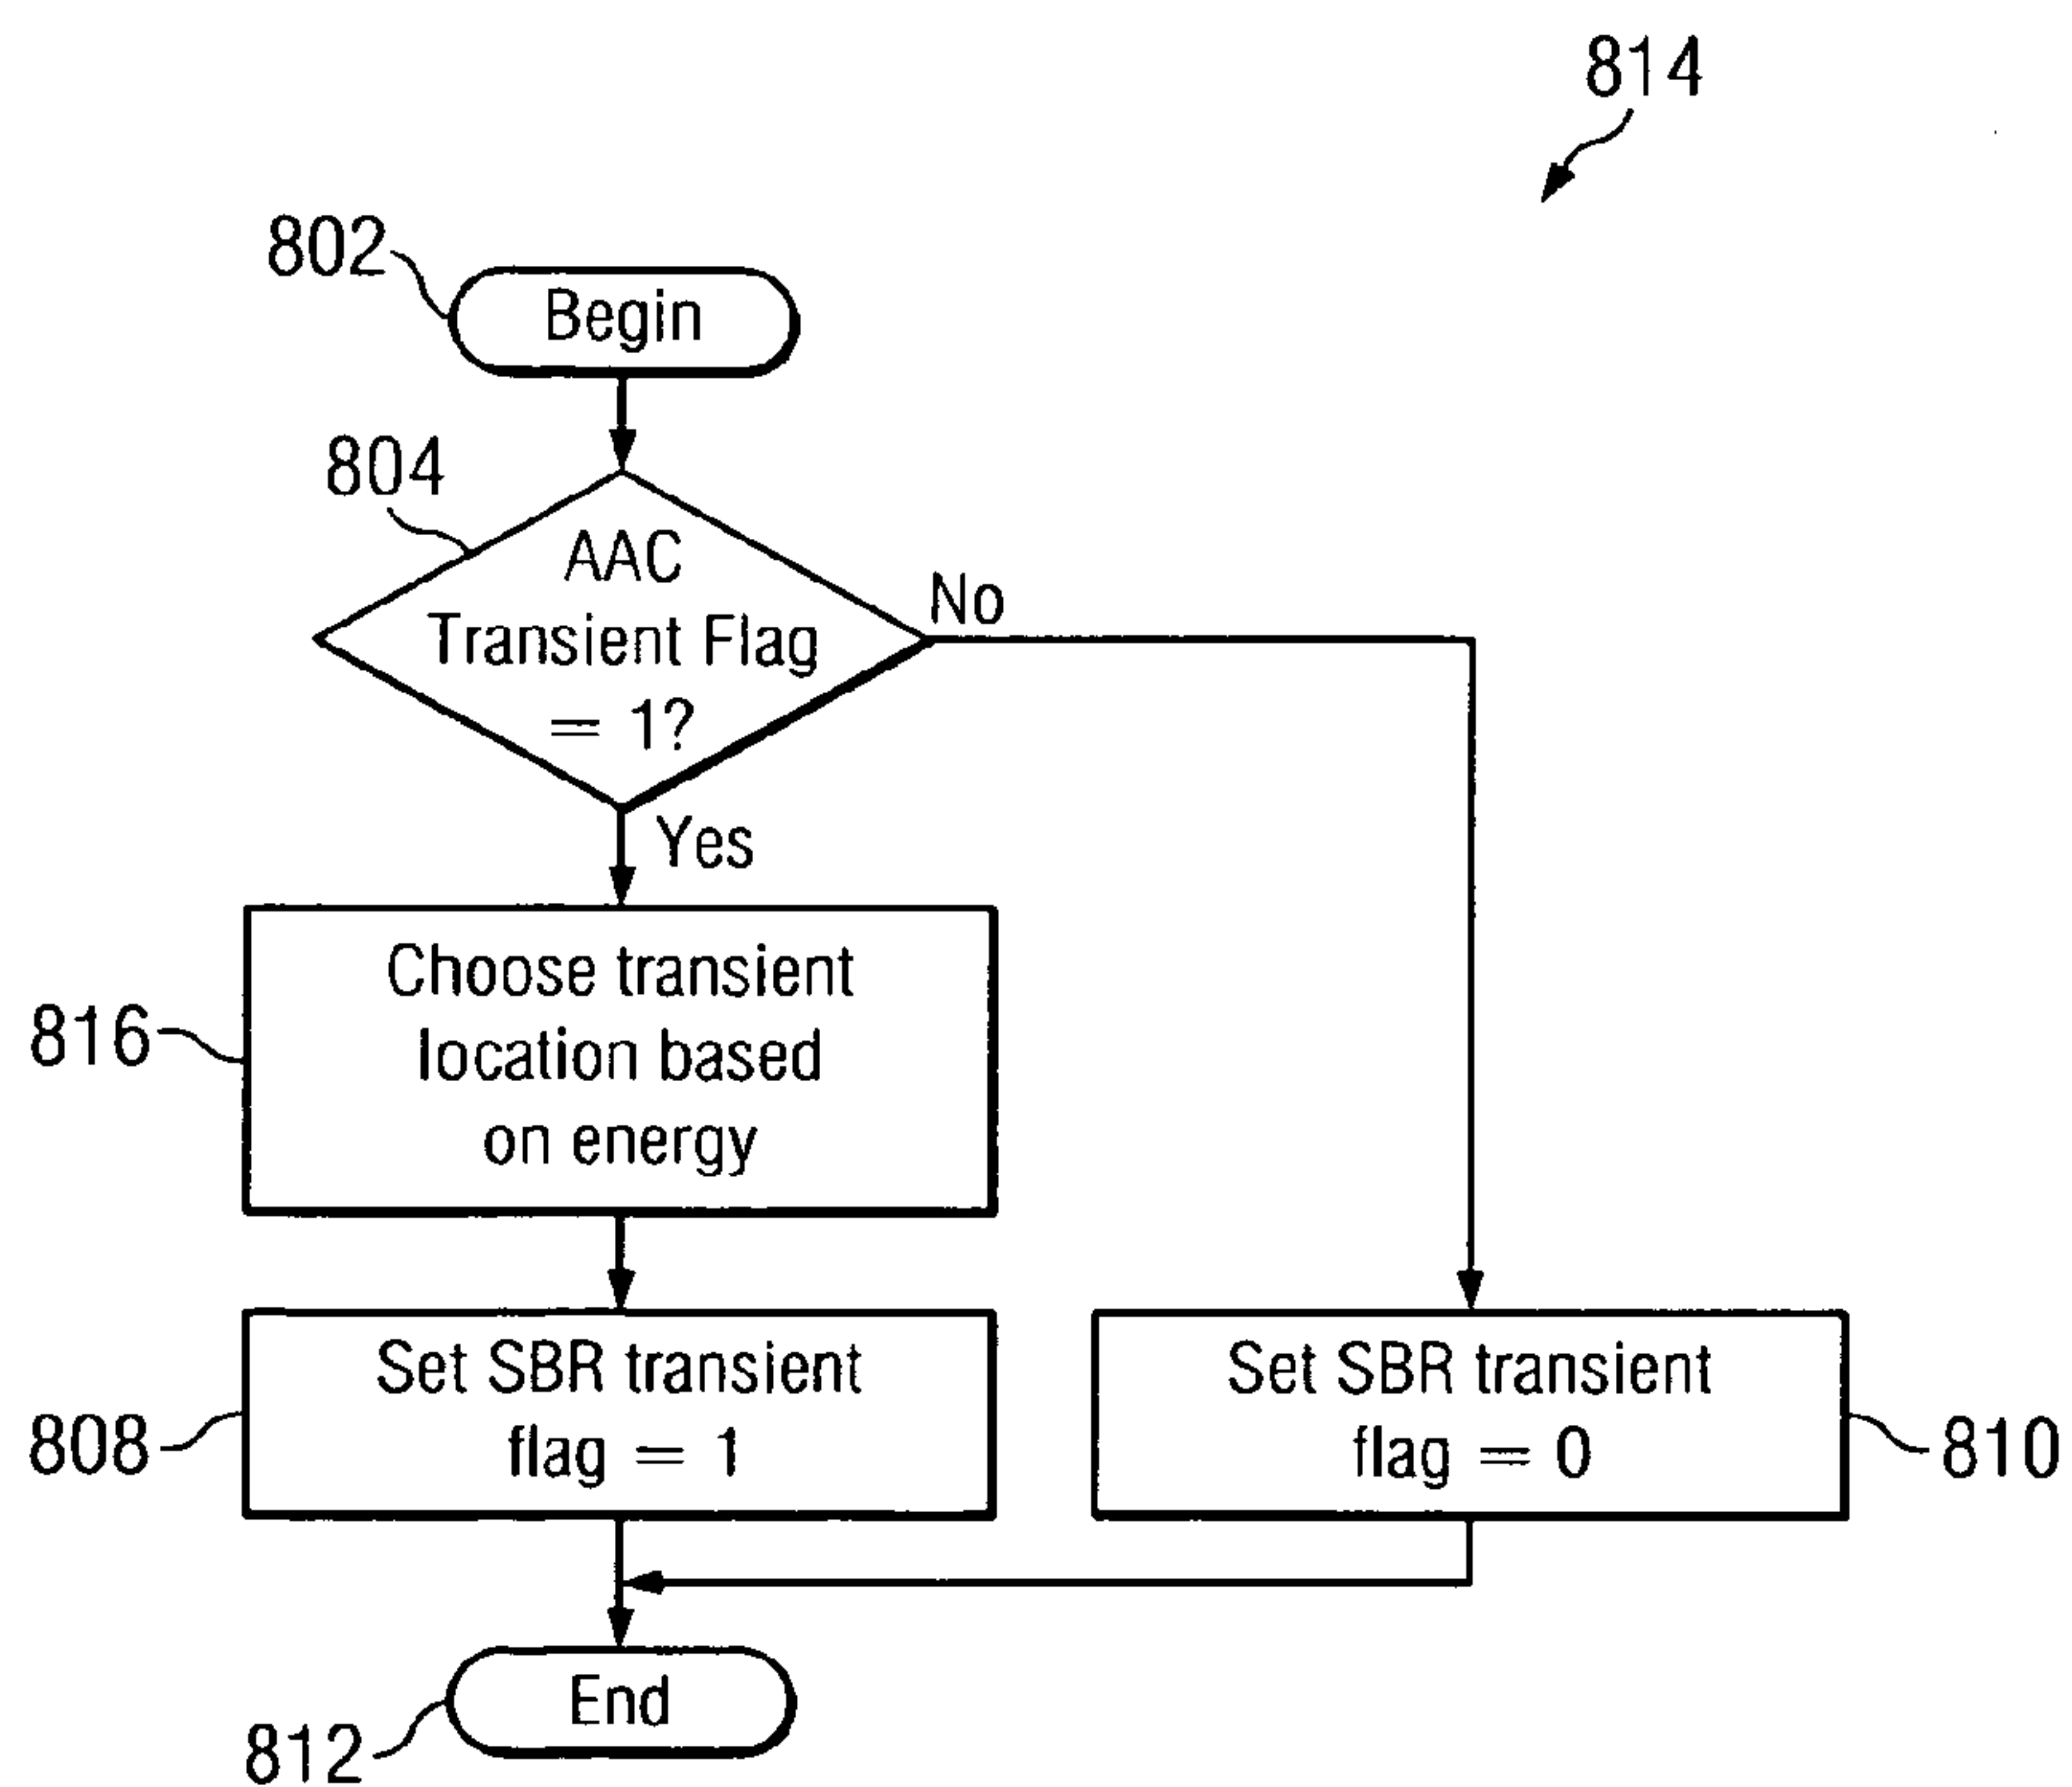 814
802
Begin
804
AAC
Transient Flag
= 1?
No
Yes
816
Choose transient
location based
on energy
808
Set SBR transient
flag = 1
Set SBR transient
flag = 0
810
End
812